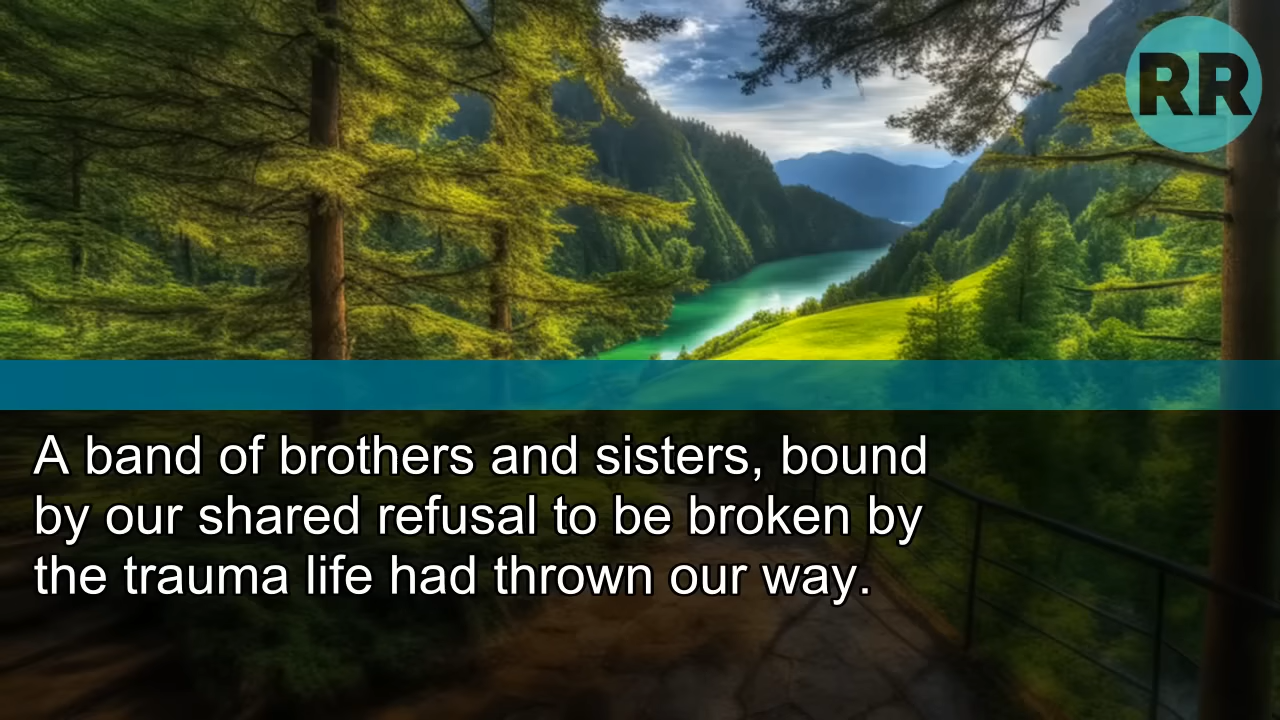 RR
A band of brothers and sisters, bound
by our shared refusal to be broken by
the trauma life had thrown our way.